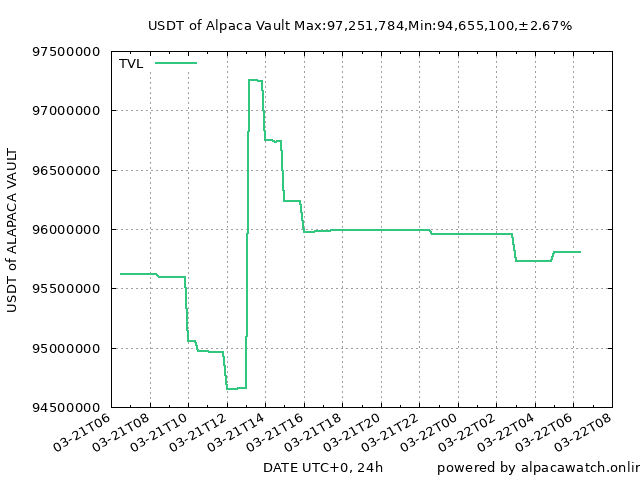 USDT of Alpaca Vault Max:97,251,784,Min:94,655,100,±2.67%
TVL
97500000
97000000
96500000
96000000
95500000
95000000
94500000
USDT of ALAPACA VAULT
03-21T06
03-21T08
03-21T10
03-21T12
03-21T14
03-21T16
03-21T18
03-21T20
03-21T22
03-22T00
03-22T02
03-22T04
03-22T06
03-22T08
DATE UTC+0, 24h
powered by alpacawatch.onlin